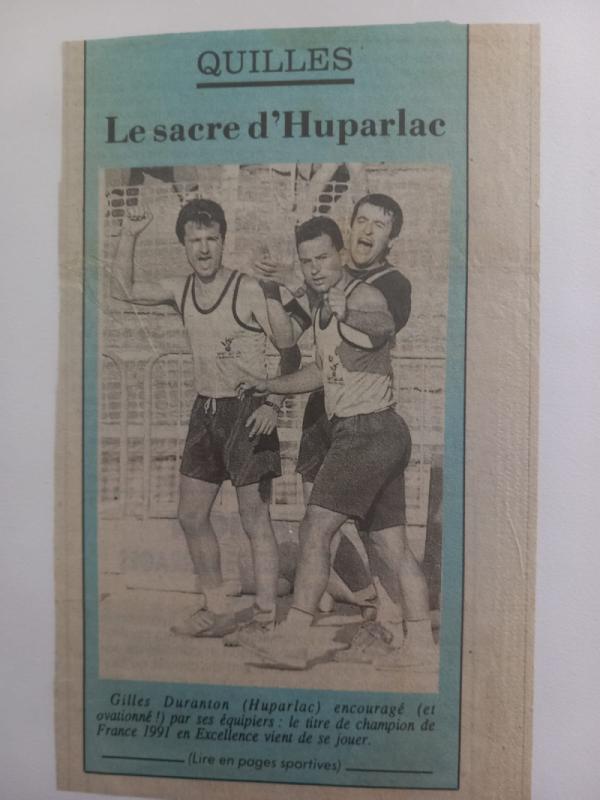 QUILLES
Le sacre d'Huparlac
Gilles Duranton (Huparlac) encouragé (et
ovationné !) par ses équipiers : le titre de champion de
France 1991 en Excellence vient de se jouer.
(Lire en pages sportives)